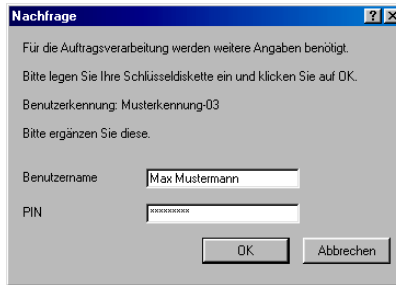 Nachfrage
Für die Auftragsverarbeitung werden weitere Angaben benötigt.
Bitte legen Sie Ihre Schlüsseldiskette ein und klicken Sie auf OK.
Benutzerkennung: Musterkennung-03
Bitte ergänzen Sie diese.
Benutzername Max Mustermann
PIN *********
OK Abbrechen